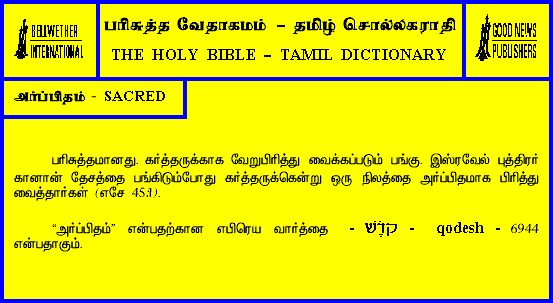 BELLWETHER
INTERNATIONAL
பரிசுத்த வேதாகமம் – தமிழ் சொல்லகராதி
THE HOLY BIBLE – TAMIL DICTIONARY
GOOD NEWS
PUBLISHERS
அர்ப்பிதம் - SACRED
பரிசுத்தமானது. கர்த்தருக்காக வேறுபிரித்து வைக்கப்படும் பங்கு. இஸ்ரவேல் புத்திரர்
கானான் தேசத்தை பங்கிடும்போது கர்த்தருக்கென்று ஒரு நிலத்தை அர்ப்பிதமாக பிரித்து
வைத்தார்கள் (எசே 45:1).
“அர்ப்பிதம்” என்பதற்கான எபிரெய வார்த்தை - קֹדֶשׁ - qodesh - 6944
என்பதாகும்.